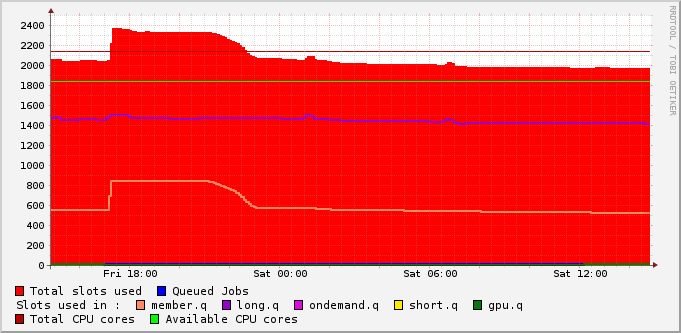 RRDTOOL / TOBI OETIKER
2400
2200
2000
1800
1600
1400
1200
1000
800
600
400
200
0
Fri 18:00 Sat 00:00 Sat 06:00 Sat 12:00
Total slots used Queued Jobs
Slots used in : member.q long.q ondemand.q short.q gpu.q
Total CPU cores Available CPU cores